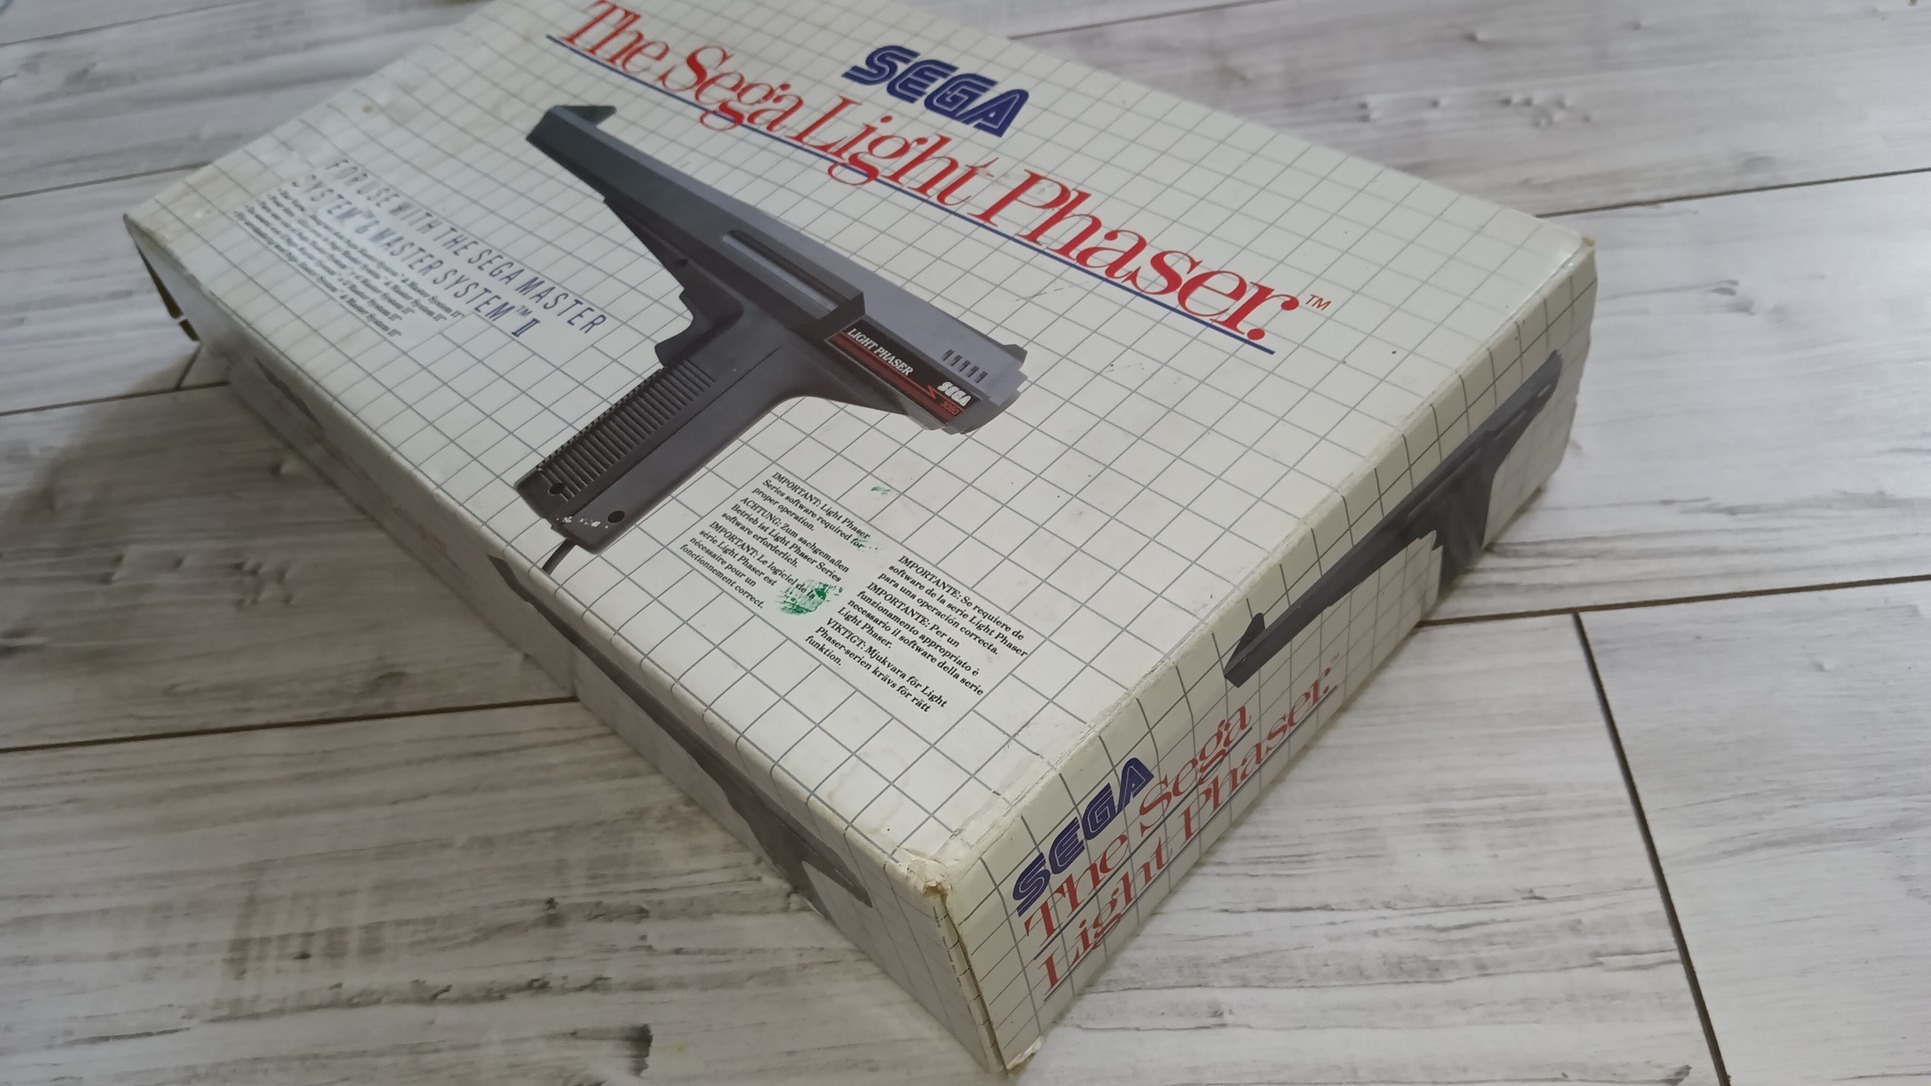 SEGA
The Sega Light Phaser.™
FOR USE WITH THE SEGA MASTER
SYSTEM™ & MASTER SYSTEM™ II
LIGHT PHASER
SEGA
3050
IMPORTANT: Light Phaser
Series software required for
proper operation.
ACHTUNG: Zum sachgemäßen
Betrieb ist Light Phaser Series
software erforderlich.
IMPORTANT: Le logiciel de la
série Light Phaser est
nécessaire pour un
fonctionnement correct.
IMPORTANTE: Se requiere de
software de la serie Light Phaser
para una operación correcta.
IMPORTANTE: Per un
funzionamento appropriato è
necessario il software della serie
Light Phaser.
VIKTIGT: Mjukvara för Light
Phaser-serien krävs för rätt
funktion.
SEGA
The Sega
Light Phaser.